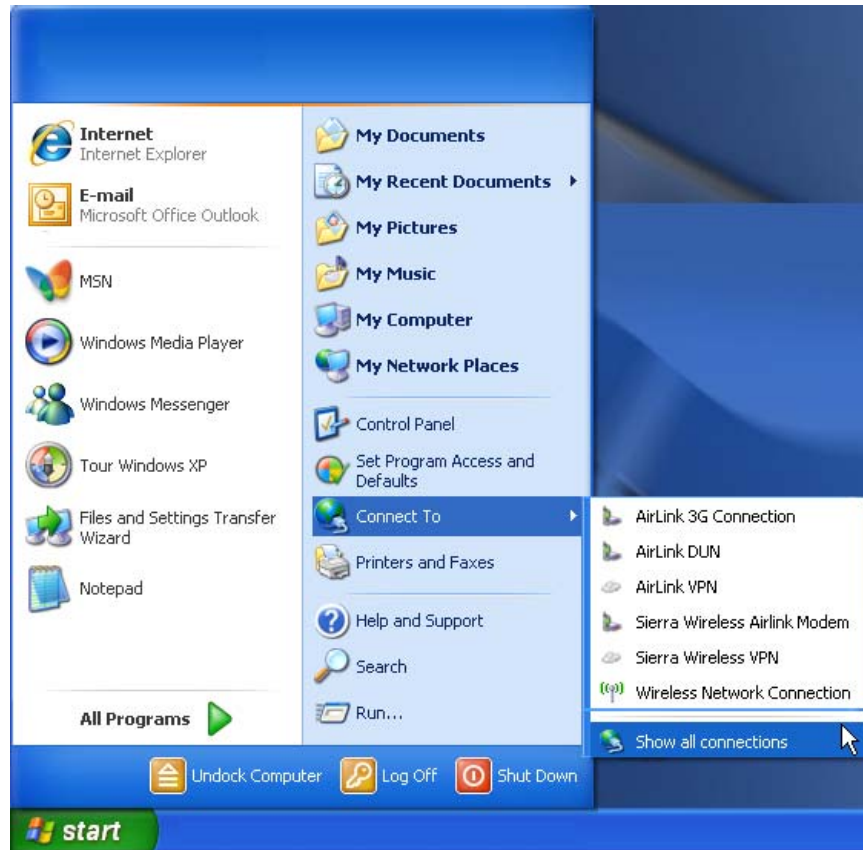 Internet
Internet Explorer
E-mail
Microsoft Office Outlook
MSN
Windows Media Player
Windows Messenger
Tour Windows XP
Files and Settings Transfer
Wizard
Notepad
All Programs
My Documents
My Recent Documents
My Pictures
My Music
My Computer
My Network Places
Control Panel
Set Program Access and
Defaults
Connect To
Printers and Faxes
Help and Support
Search
Run...
AirLink 3G Connection
AirLink DUN
AirLink VPN
Sierra Wireless Airlink Modem
Sierra Wireless VPN
Wireless Network Connection
Show all connections
Undock Computer
Log Off
Shut Down
start